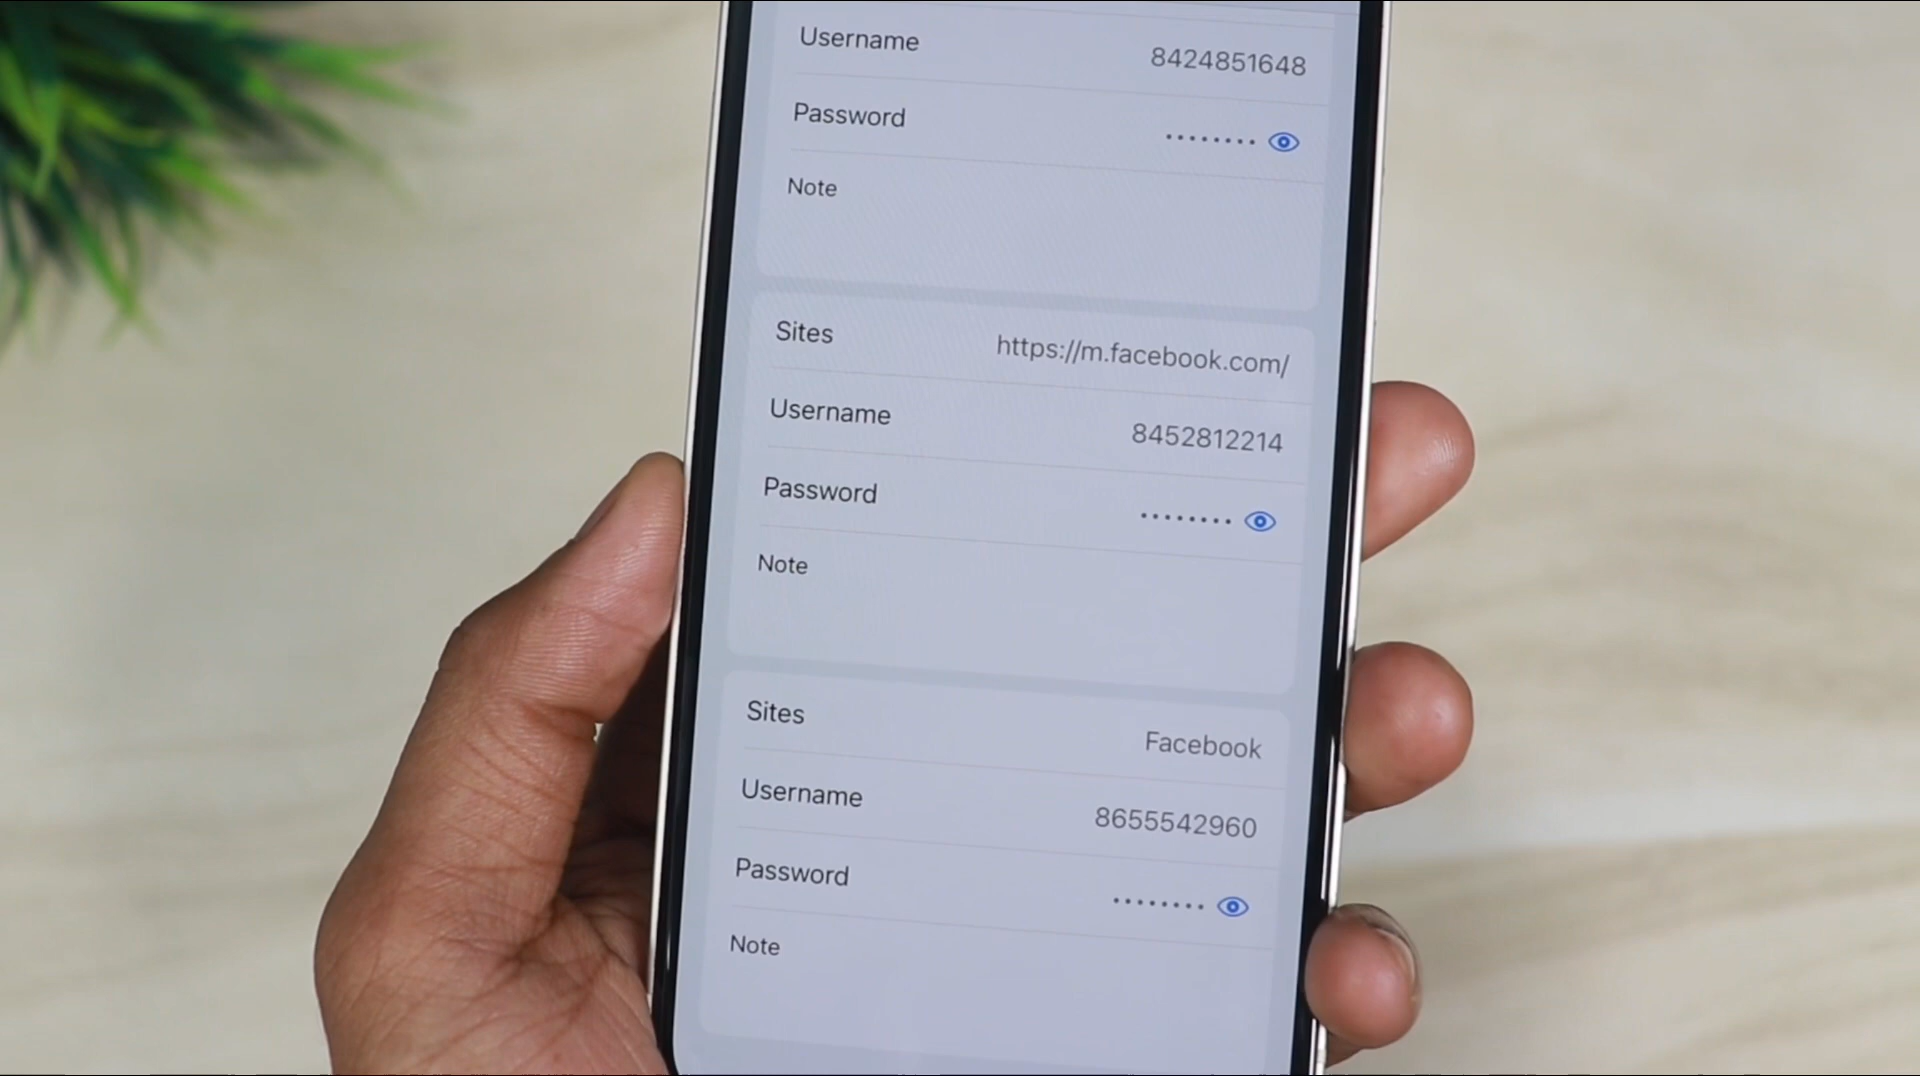 Username 8424851648
Password ········
Note
Sites https://m.facebook.com/
Username 8452812214
Password ········
Note
Sites Facebook
Username 8655542960
Password ········
Note